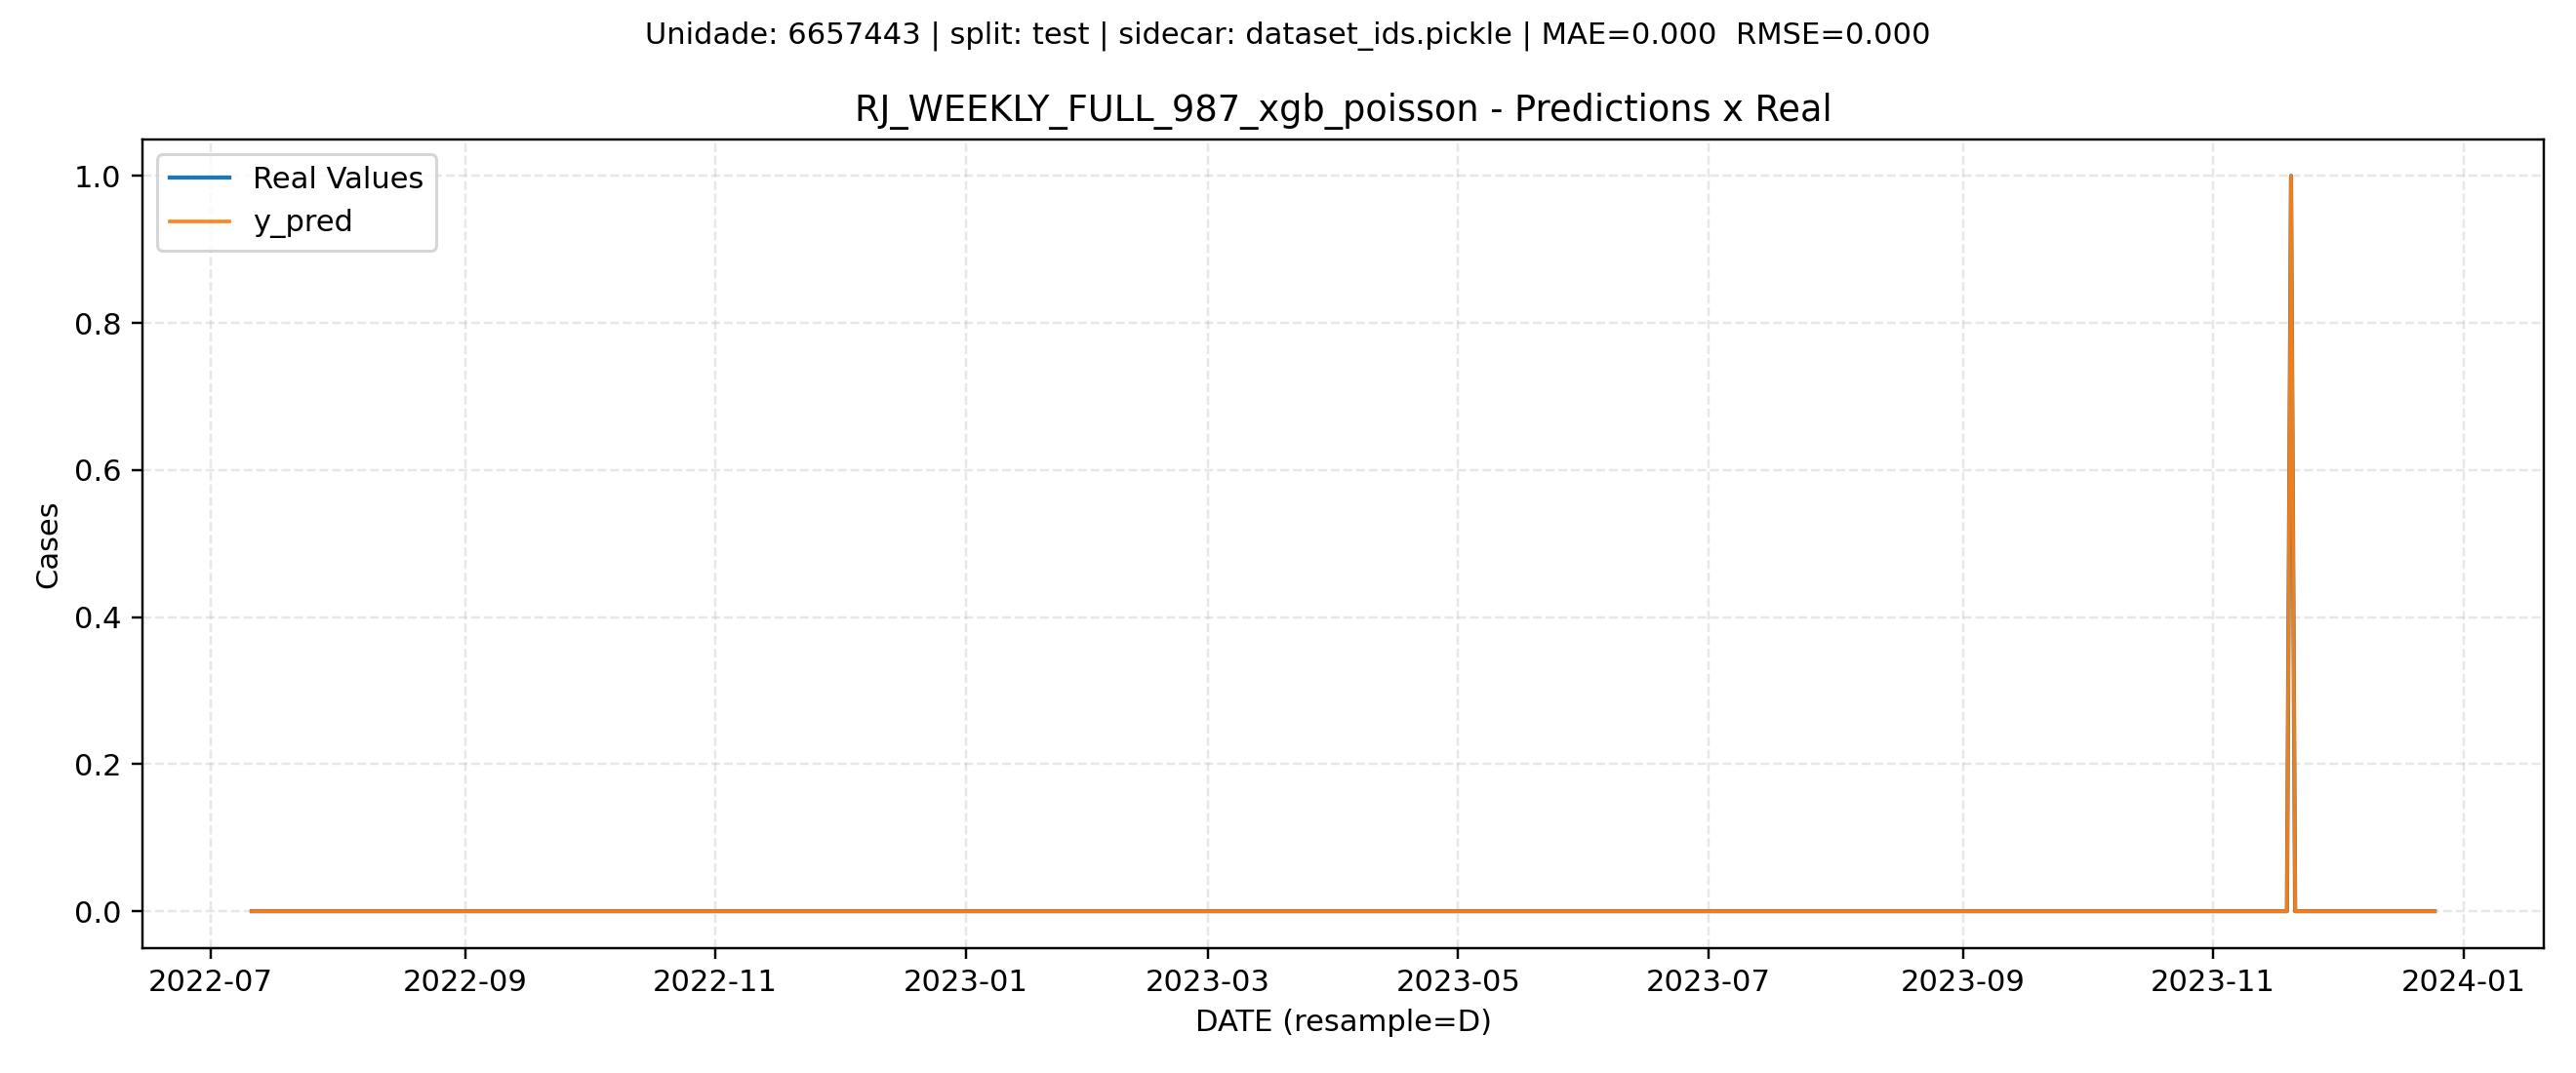 Unidade: 6657443 | split: test | sidecar: dataset_ids.pickle | MAE=0.000  RMSE=0.000
RJ_WEEKLY_FULL_987_xgb_poisson - Predictions x Real
Real Values
y_pred
1.0
0.8
0.6
0.4
0.2
0.0
Cases
2022-07 2022-09 2022-11 2023-01 2023-03 2023-05 2023-07 2023-09 2023-11 2024-01
DATE (resample=D)